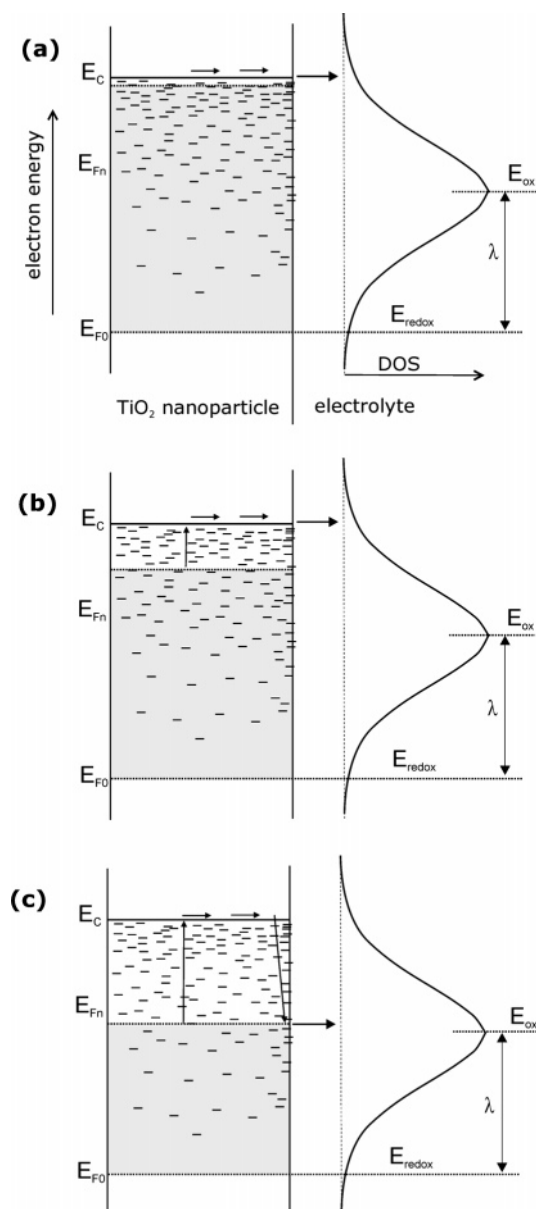 (a)
E_C
electron energy
E_Fn
E_ox
λ
E_F0
E_redox
DOS
TiO₂ nanoparticle
electrolyte
(b)
E_C
E_Fn
E_ox
λ
E_redox
E_F0
(c)
E_C
E_Fn
E_ox
λ
E_redox
E_F0